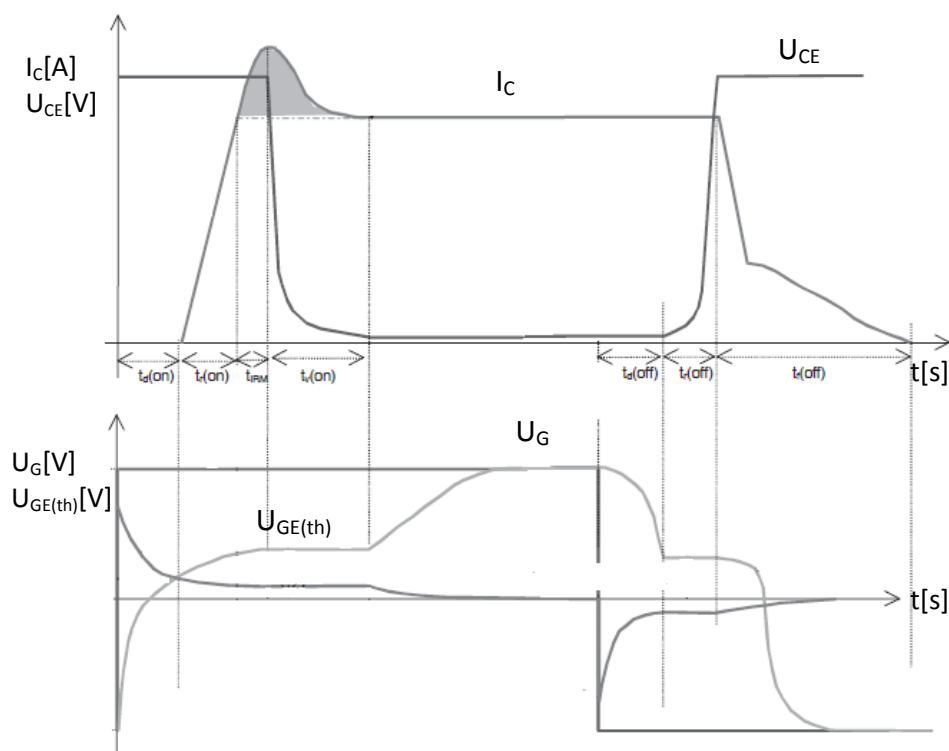 I_C[A]
U_CE[V]
I_C
U_CE
t_d(on) t_r(on) t_IRM t_v(on) t_d(off) t_r(off) t_f(off)
t[s]
U_G
U_G[V]
U_GE(th)[V]
U_GE(th)
t[s]